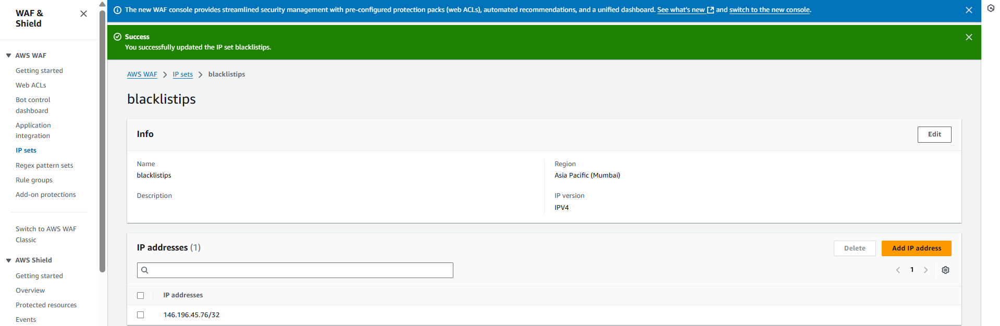 WAF &
Shield
AWS WAF
Getting started
Web ACLs
Bot control
dashboard
Application
integration
IP sets
Regex pattern sets
Rule groups
Add-on protections
Switch to AWS WAF
Classic
AWS Shield
Getting started
Overview
Protected resources
Events
The new WAF console provides streamlined security management with pre-configured protection packs (web ACLs), automated recommendations, and a unified dashboard. See what's new and switch to the new console.
Success
You successfully updated the IP set blacklistips.
AWS WAF IP sets blacklistips
blacklistips
Info
Edit
Name
blacklistips
Description
Region
Asia Pacific (Mumbai)
IP version
IPV4
IP addresses (1)
Delete
Add IP address
1
IP addresses
146.196.45.76/32